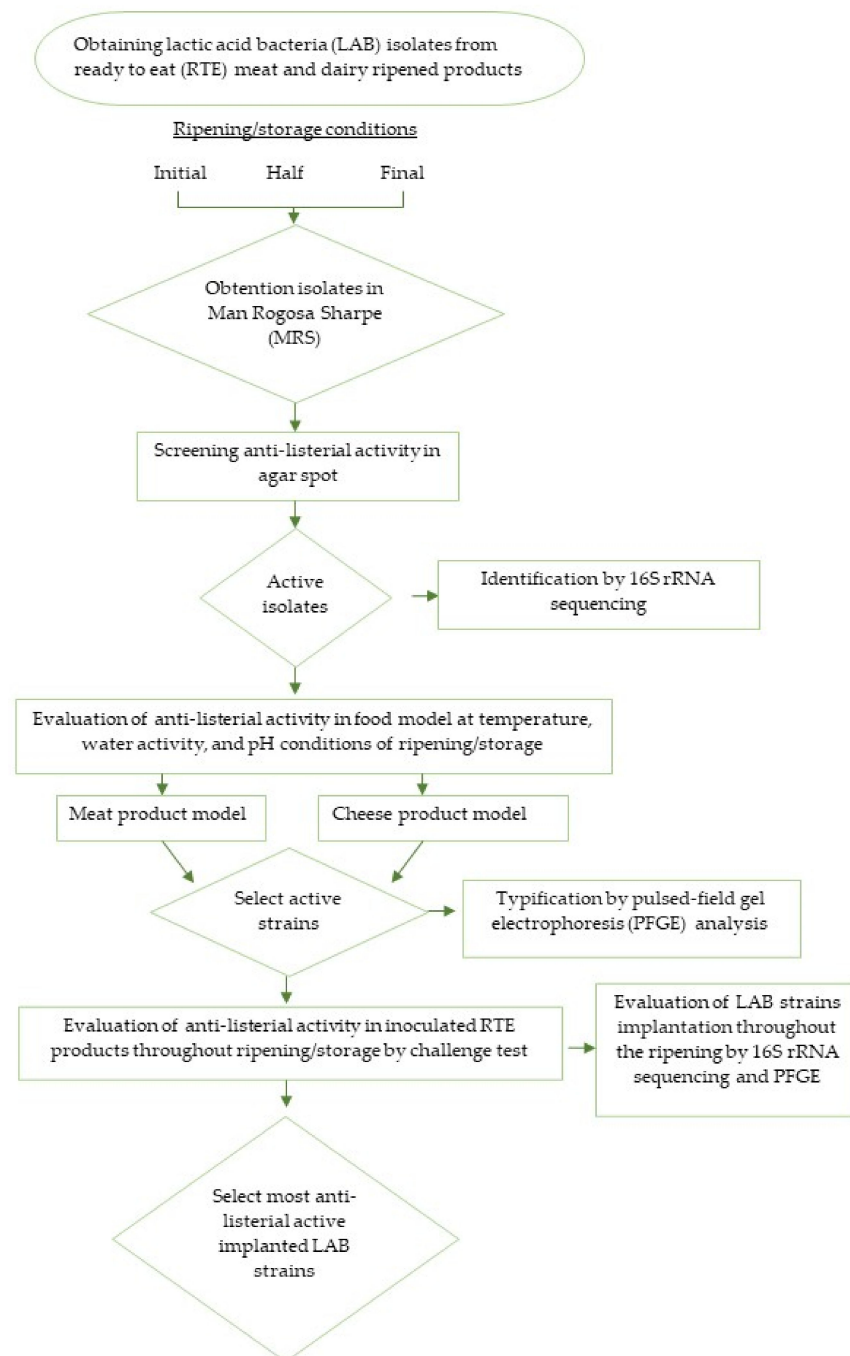 Obtaining lactic acid bacteria (LAB) isolates from
ready to eat (RTE) meat and dairy ripened products
Ripening/storage conditions
Initial Half Final
Obtention isolates in
Man Rogosa Sharpe
(MRS)
Screening anti-listerial activity in
agar spot
Active
isolates
Identification by 16S rRNA
sequencing
Evaluation of anti-listerial activity in food model at temperature,
water activity, and pH conditions of ripening/storage
Meat product model
Cheese product model
Select active
strains
Typification by pulsed-field gel
electrophoresis (PFGE) analysis
Evaluation of anti-listerial activity in inoculated RTE
products throughout ripening/storage by challenge test
Evaluation of LAB strains
implantation throughout
the ripening by 16S rRNA
sequencing and PFGE
Select most anti-
listerial active
implanted LAB
strains